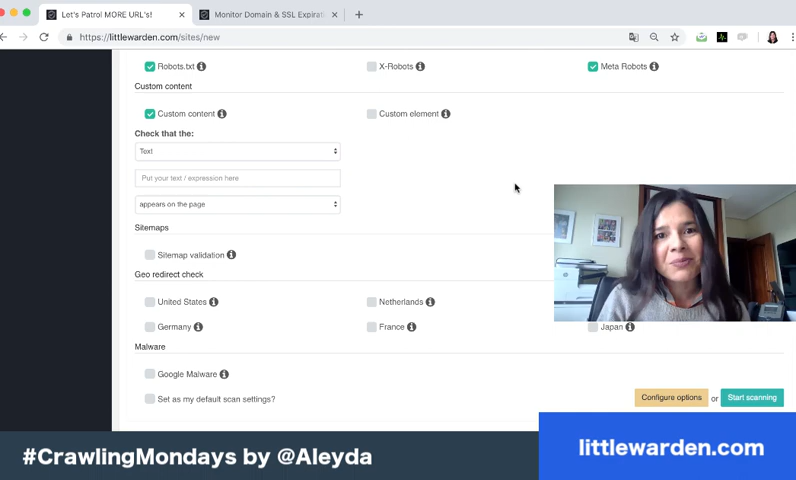 Let's Patrol MORE URL's!
Monitor Domain & SSL Expirati
https://littlewarden.com/sites/new
Robots.txt
X-Robots
Meta Robots
Custom content
Custom content
Custom element
Check that the:
Text
Put your text / expression here
appears on the page
Sitemaps
Sitemap validation
Geo redirect check
United States
Netherlands
Germany
France
Japan
Malware
Google Malware
Set as my default scan settings?
Configure options
or
Start scanning
#CrawlingMondays by @Aleyda
littlewarden.com